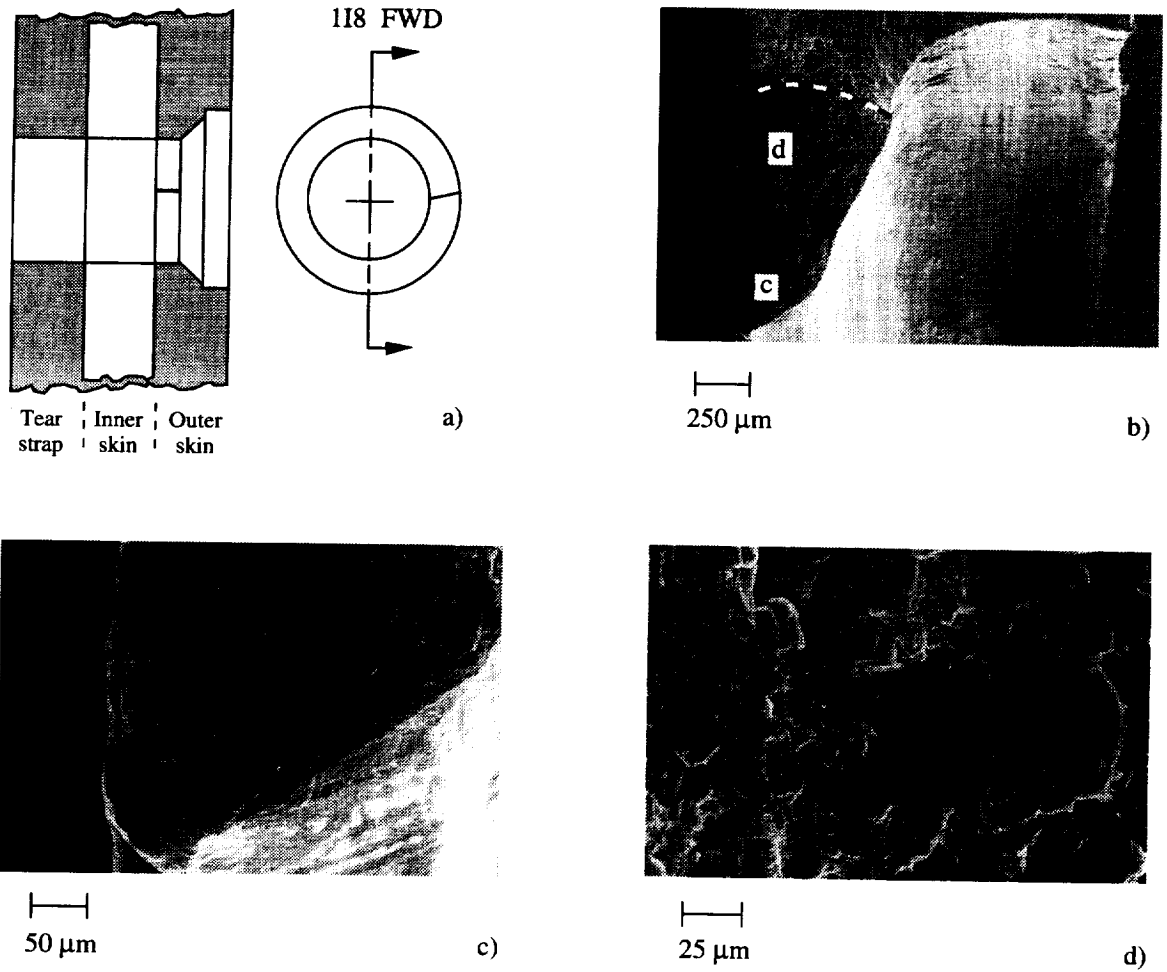 1I8 FWD
Tear strap
Inner skin
Outer skin
a)
d
c
250 µm
b)
50 µm
c)
25 µm
d)